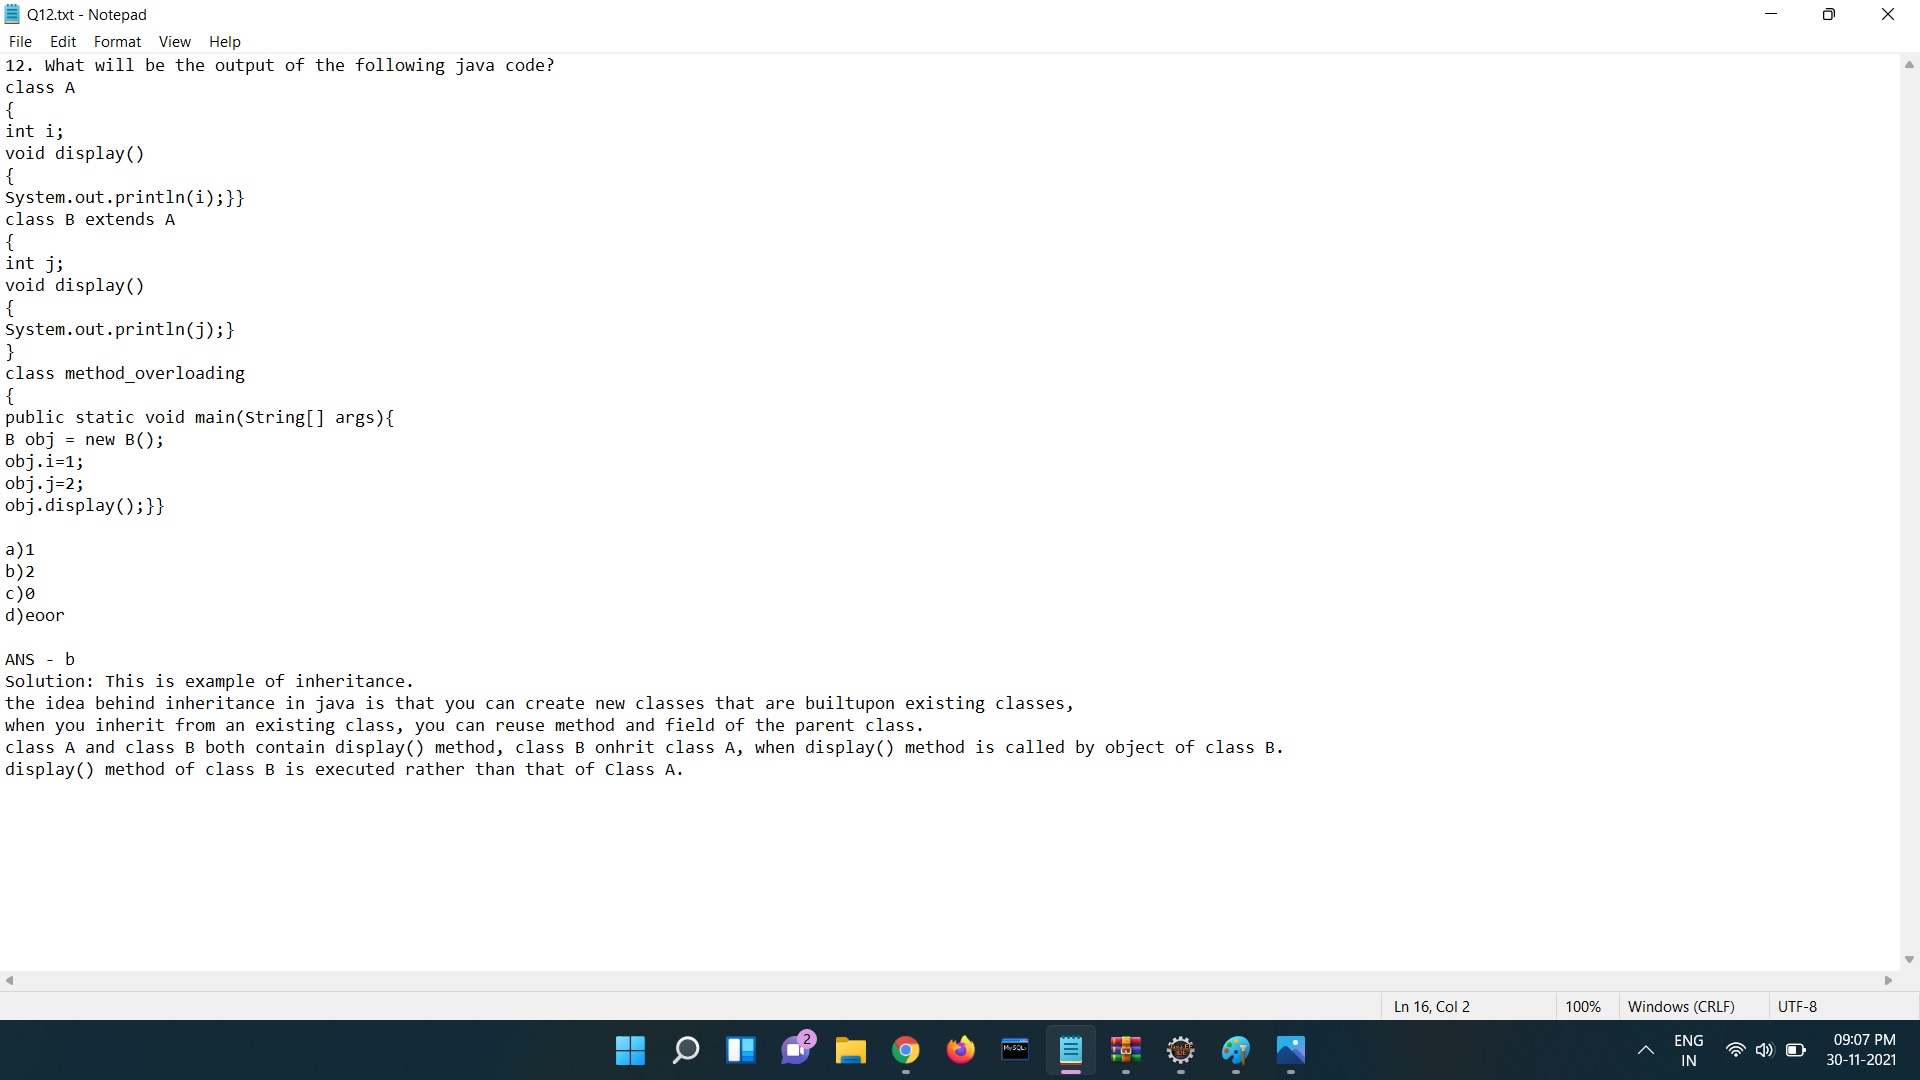 Q12.txt - Notepad
File Edit Format View Help
12. What will be the output of the following java code?
class A
{
int i;
void display()
{
System.out.println(i);}}
class B extends A
{
int j;
void display()
{
System.out.println(j);}
}
class method_overloading
{
public static void main(String[] args){
B obj = new B();
obj.i=1;
obj.j=2;
obj.display();}}
a)1
b)2
c)0
d)eoor
ANS - b
Solution: This is example of inheritance.
the idea behind inheritance in java is that you can create new classes that are builtupon existing classes,
when you inherit from an existing class, you can reuse method and field of the parent class.
class A and class B both contain display() method, class B onhrit class A, when display() method is called by object of class B.
display() method of class B is executed rather than that of Class A.
Ln 16, Col 2 100% Windows (CRLF) UTF-8
2
MySQL
ENG
IN
09:07 PM
30-11-2021